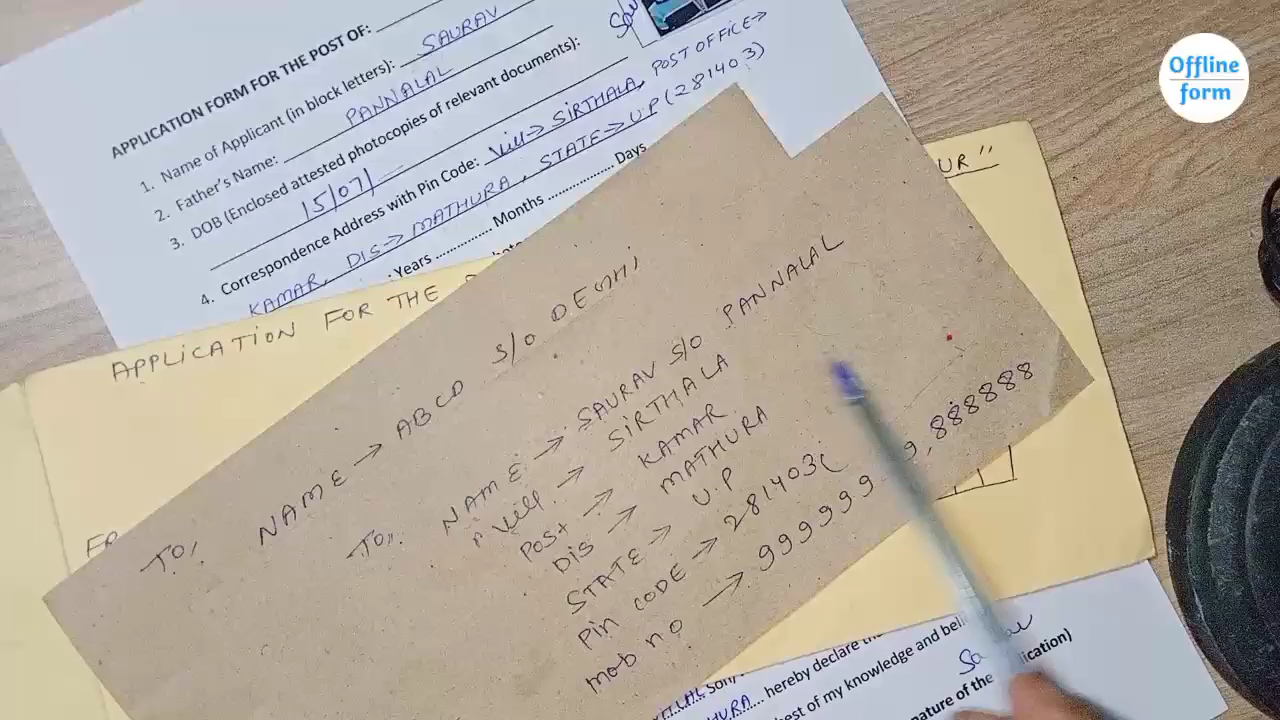 Offline
form
APPLICATION FORM FOR THE POST OF:
1. Name of Applicant (in block letters): SAURAV
2. Father's Name: PANNALAL
3. DOB (Enclosed attested photocopies of relevant documents):
15/07/
4. Correspondence Address with Pin Code: Vill→ SiRTHALA, POST OFFiCE→
KAMAR, DIS→ MATHURA, STATE→ U.P (281403)
Years .............. Months ................ Days
UR"
APPLiCATiON FOR THE
TO,
NAME → ABCD S/O
TO,,
NAME → SAURAV S/O PANNALAL
Vill. → SiRTHALA
POST → KAMAR
DIS → MATHURA
STATE → U.P
Pin CODE → 281403
mob no → 999999
9,888888
hereby declare
est of my knowledge and beli
nature of the